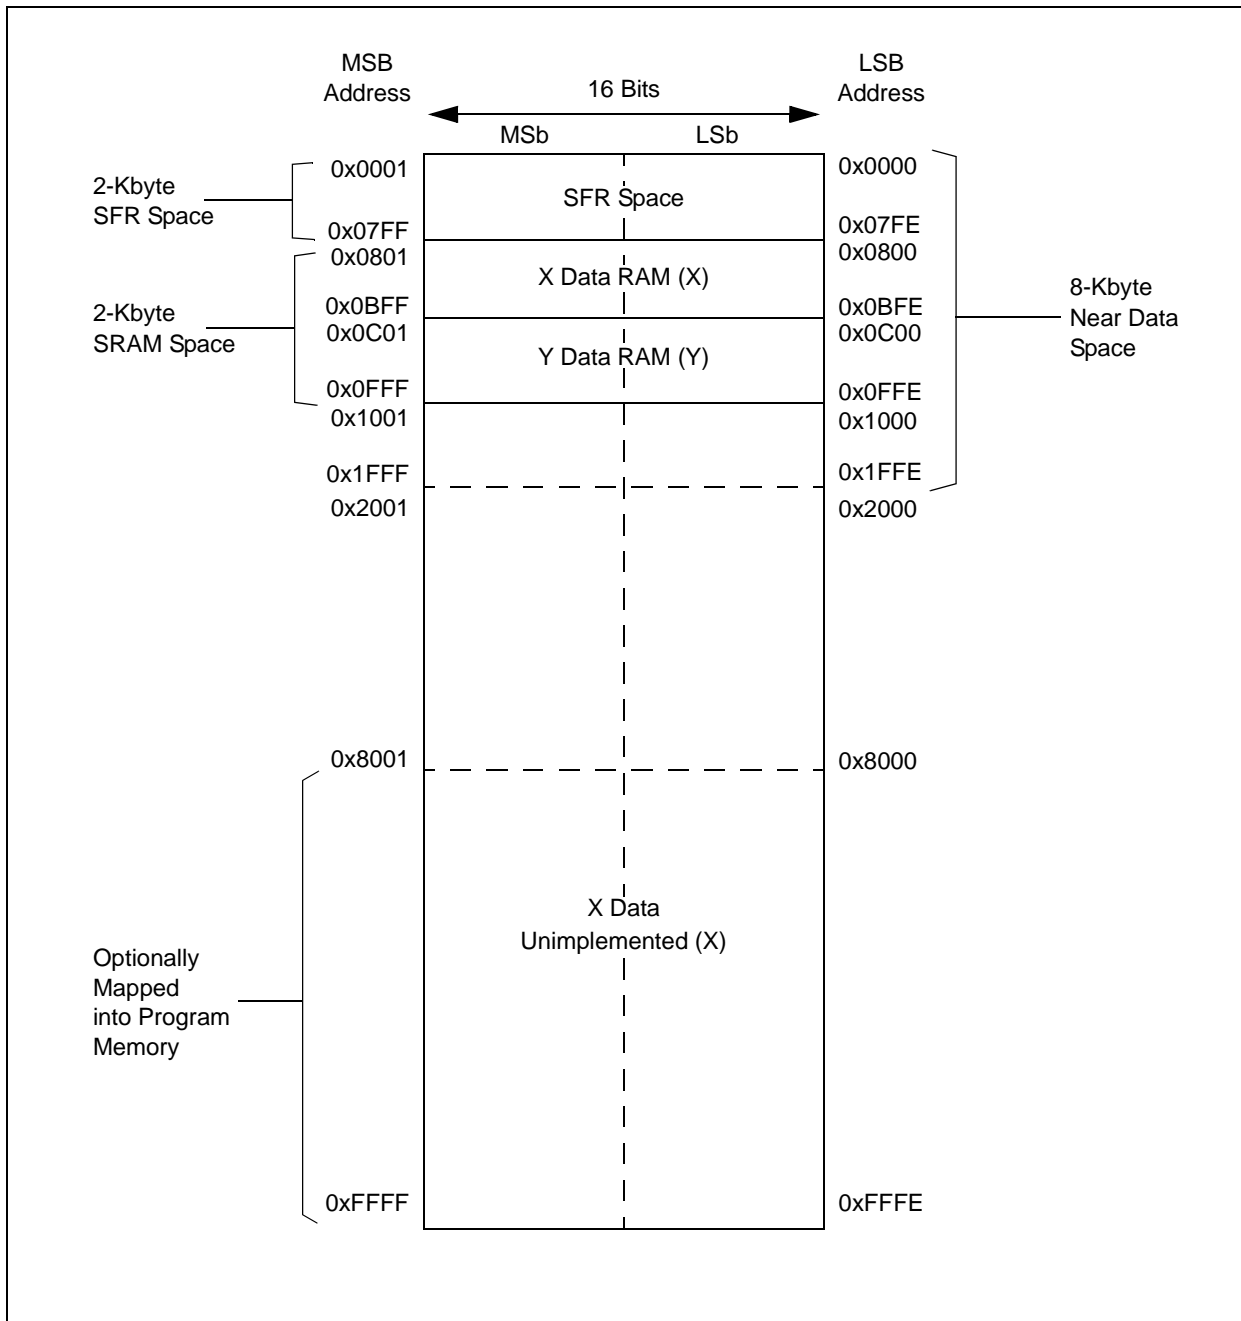 MSB
Address
16 Bits
LSB
Address
MSb
LSb
0x0001
0x0000
2-Kbyte
SFR Space
SFR Space
0x07FF
0x07FE
0x0801
0x0800
X Data RAM (X)
2-Kbyte
SRAM Space
0x0BFF
0x0BFE
0x0C01
0x0C00
8-Kbyte
Near Data
Space
Y Data RAM (Y)
0x0FFF
0x0FFE
0x1001
0x1000
0x1FFF
0x1FFE
0x2001
0x2000
0x8001
0x8000
X Data
Unimplemented (X)
Optionally
Mapped
into Program
Memory
0xFFFF
0xFFFE